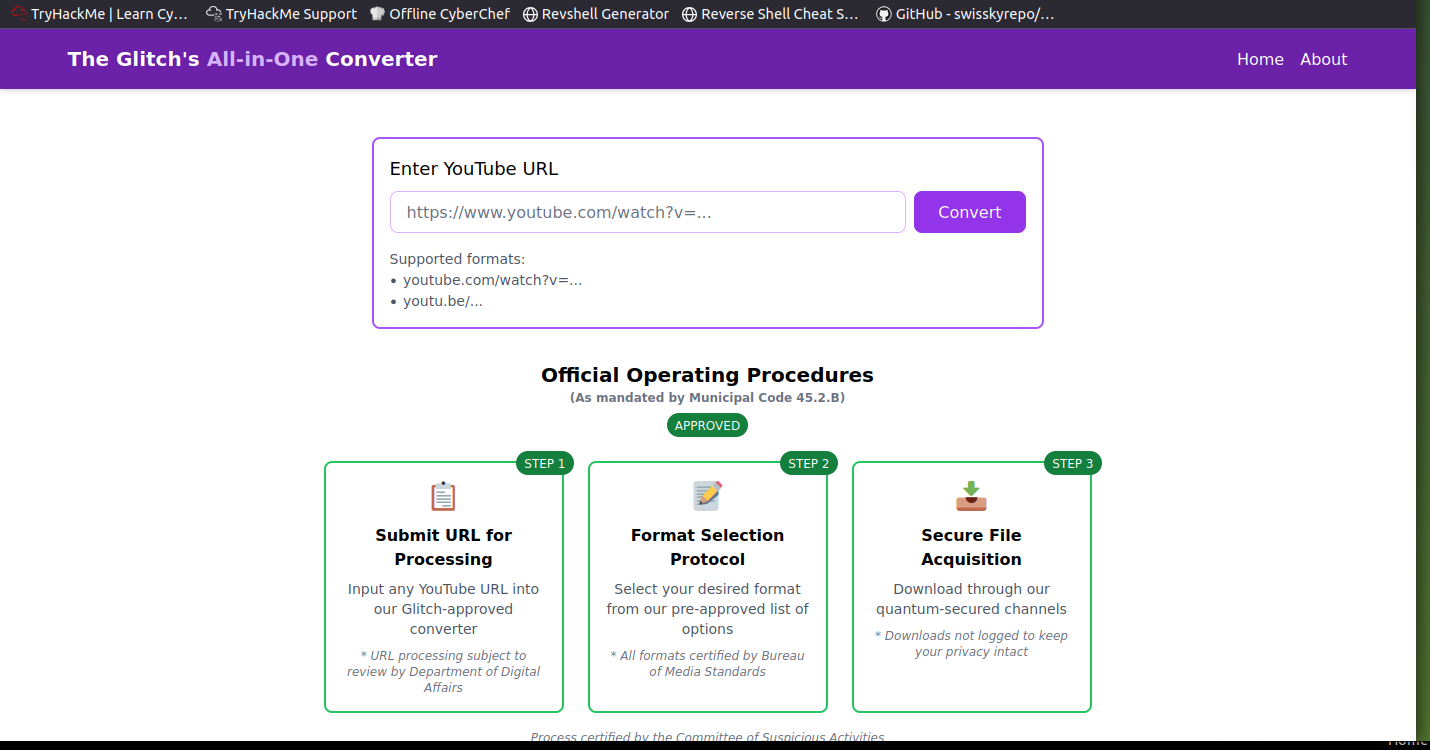 TryHackMe | Learn Cy… TryHackMe Support Offline CyberChef Revshell Generator Reverse Shell Cheat S… GitHub - swisskyrepo/…
The Glitch's All-in-One Converter Home About
Enter YouTube URL
https://www.youtube.com/watch?v=... Convert
Supported formats:
• youtube.com/watch?v=...
• youtu.be/...
Official Operating Procedures
(As mandated by Municipal Code 45.2.B)
APPROVED
STEP 1
Submit URL for
Processing
Input any YouTube URL into
our Glitch-approved
converter
* URL processing subject to
review by Department of Digital
Affairs
STEP 2
Format Selection
Protocol
Select your desired format
from our pre-approved list of
options
* All formats certified by Bureau
of Media Standards
STEP 3
Secure File
Acquisition
Download through our
quantum-secured channels
* Downloads not logged to keep
your privacy intact
Process certified by the Committee of Suspicious Activities
Home